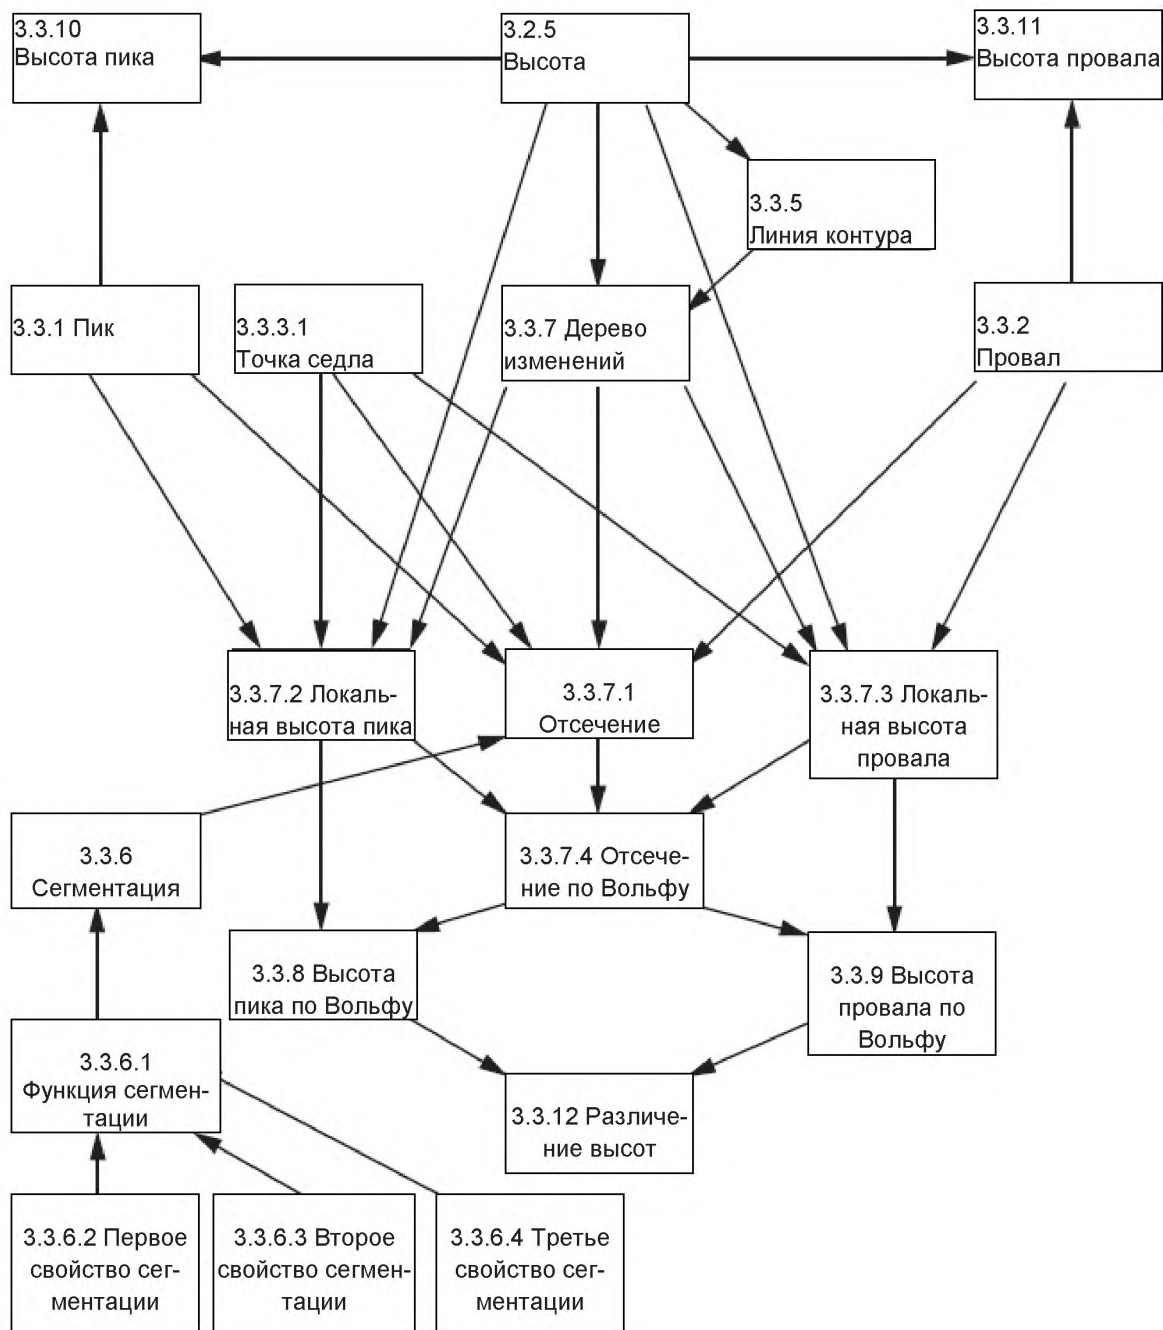 3.3.10
Высота пика
3.2.5
Высота
3.3.11
Высота провала
3.3.5
Линия контура
3.3.1 Пик
3.3.3.1
Точка седла
3.3.7 Дерево
изменений
3.3.2
Провал
3.3.7.2 Локаль-
ная высота пика
3.3.7.1
Отсечение
3.3.7.3 Локаль-
ная высота
провала
3.3.6
Сегментация
3.3.7.4 Отсече-
ние по Вольфу
3.3.8 Высота
пика по Вольфу
3.3.9 Высота
провала по
Вольфу
3.3.6.1
Функция сегмен-
тации
3.3.12 Различе-
ние высот
3.3.6.2 Первое
свойство сег-
ментации
3.3.6.3 Второе
свойство сегмен-
тации
3.3.6.4 Третье
свойство сег-
ментации